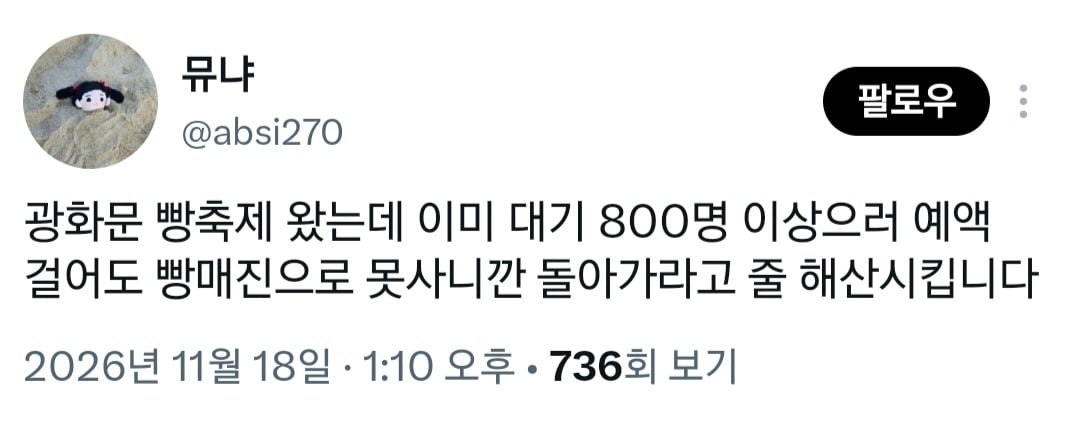 뮤냐
@absi270
팔로우
광화문 빵축제 왔는데 이미 대기 800명 이상으러 예액
걸어도 빵매진으로 못사니깐 돌아가라고 줄 해산시킵니다
2026년 11월 18일 · 1:10 오후 • 736회 보기